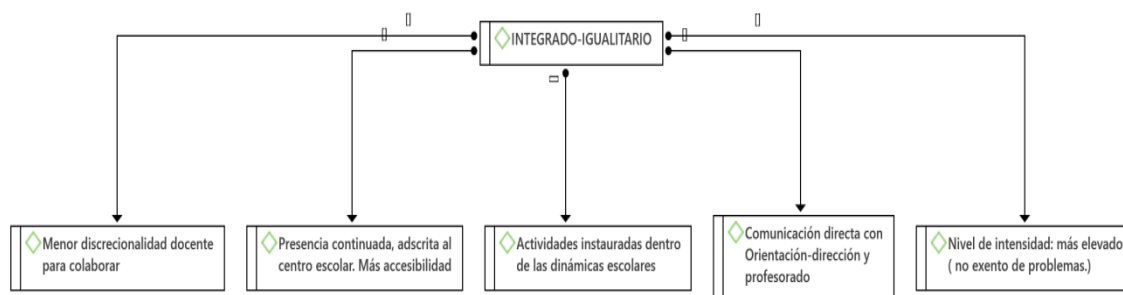 INTEGRADO-IGUALITARIO
Menor discrecionalidad docente
para colaborar
Presencia continuada, adscrita al
centro escolar. Más accesibilidad
Actividades instauradas dentro
de las dinámicas escolares
Comunicación directa con
Orientación-dirección y
profesorado
Nivel de intensidad: más elevado
( no exento de problemas.)